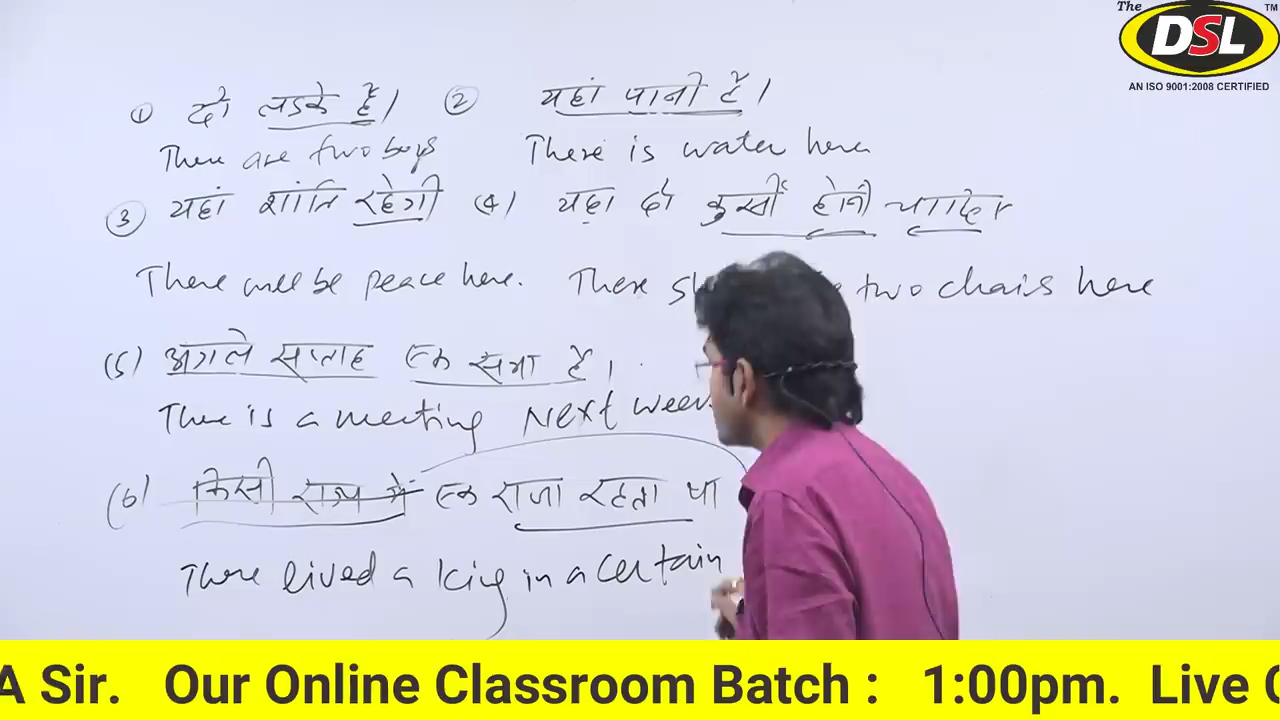 The
DSL
TM
AN ISO 9001:2008 CERTIFIED
① दो लडके हैं। ② यहां पानी है।
There are two boys There is water here
③ यहां शांति रहेगी (4) यहा दो कुर्सी होनी चाहिए
There will be peace here. There two chairs here
(5) अगले सप्ताह एक सभा है।
There is a meeting Next week.
(6) किसी राज्य मे एक राजा रहता था
There lived a king in a certain
A Sir. Our Online Classroom Batch : 1:00pm. Live